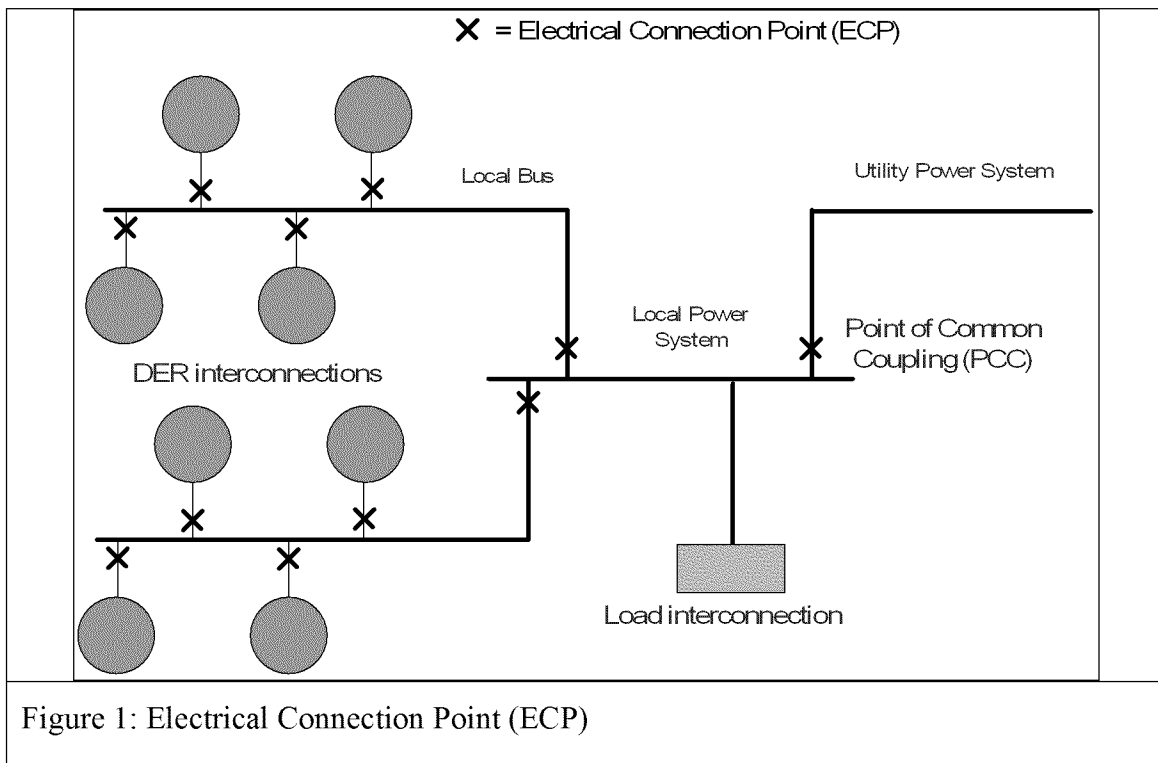 X = Electrical Connection Point (ECP)
Local Bus
Utility Power System
Local Power
System
Point of Common
Coupling (PCC)
DER interconnections
Load interconnection
Figure 1: Electrical Connection Point (ECP)